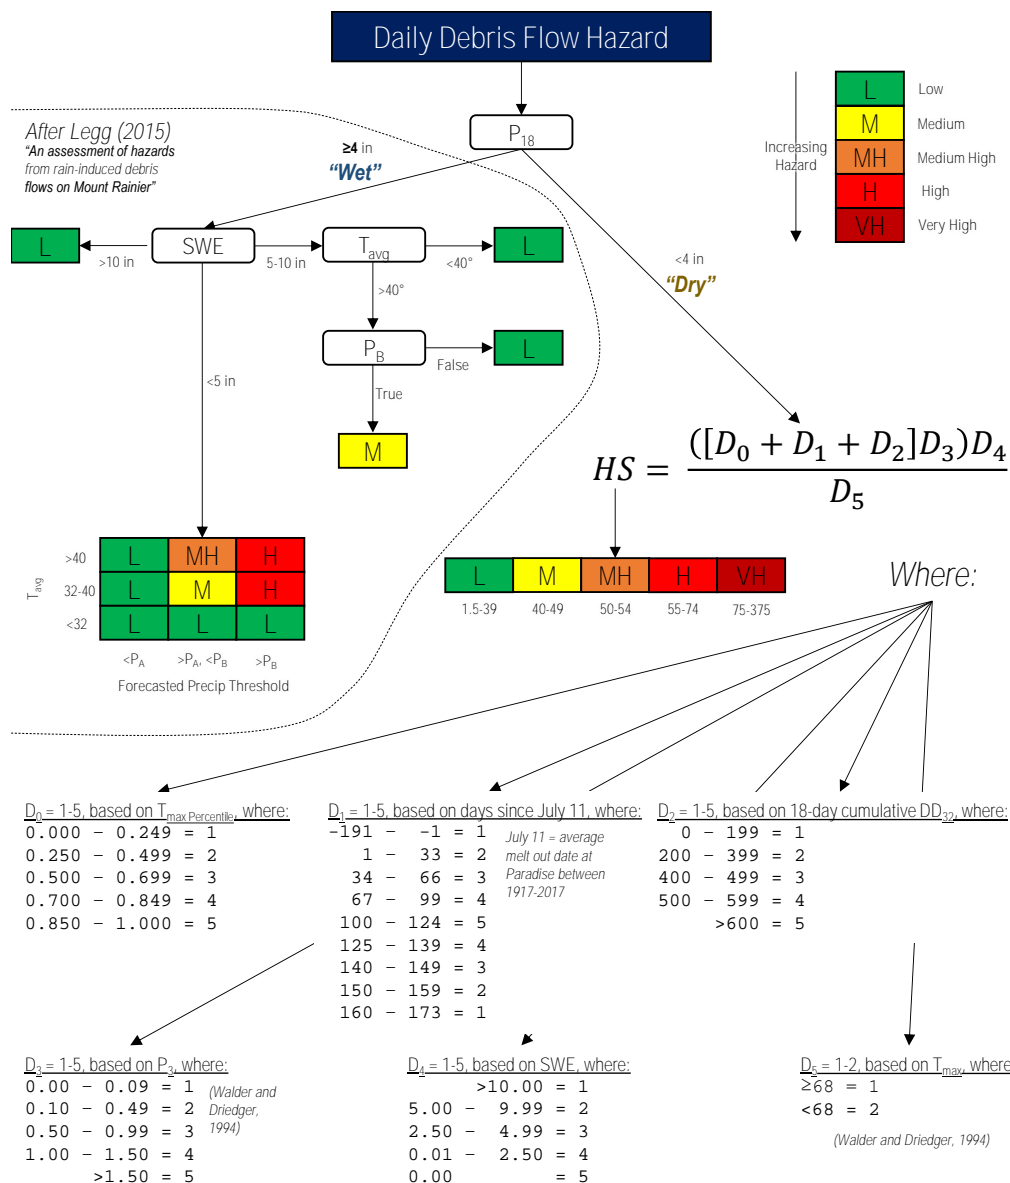 Daily Debris Flow Hazard
After Legg (2015)
"An assessment of hazards
from rain-induced debris
flows on Mount Rainier"
P18
≥4 in
"Wet"
<4 in
"Dry"
Increasing
Hazard
L Low
M Medium
MH Medium High
H High
VH Very High
L
>10 in
SWE
5-10 in
Tavg
<40°
L
>40°
PB
False
L
True
M
<5 in
HS = (([D0 + D1 + D2]D3)D4
D5
Tavg
>40 L MH H
32-40 L M H
<32 L L L
<PA >PA, <PB >PB
Forecasted Precip Threshold
L M MH H VH
1.5-39 40-49 50-54 55-74 75-375
Where:
D0 = 1-5, based on Tmax Percentile, where:
0.000 – 0.249 = 1
0.250 – 0.499 = 2
0.500 – 0.699 = 3
0.700 – 0.849 = 4
0.850 – 1.000 = 5
D1 = 1-5, based on days since July 11, where:
-191 – -1 = 1
1 – 33 = 2
34 – 66 = 3
67 – 99 = 4
100 – 124 = 5
125 – 139 = 4
140 – 149 = 3
150 – 159 = 2
160 – 173 = 1
July 11 = average
melt out date at
Paradise between
1917-2017
D2 = 1-5, based on 18-day cumulative DD32, where:
0 – 199 = 1
200 – 399 = 2
400 – 499 = 3
500 – 599 = 4
>600 = 5
D3 = 1-5, based on P3, where:
0.00 – 0.09 = 1
0.10 – 0.49 = 2
0.50 – 0.99 = 3
1.00 – 1.50 = 4
>1.50 = 5
(Walder and
Driedger,
1994)
D4 = 1-5, based on SWE, where:
>10.00 = 1
5.00 – 9.99 = 2
2.50 – 4.99 = 3
0.01 – 2.50 = 4
0.00 = 5
D5 = 1-2, based on Tmax, where
≥68 = 1
<68 = 2
(Walder and Driedger, 1994)